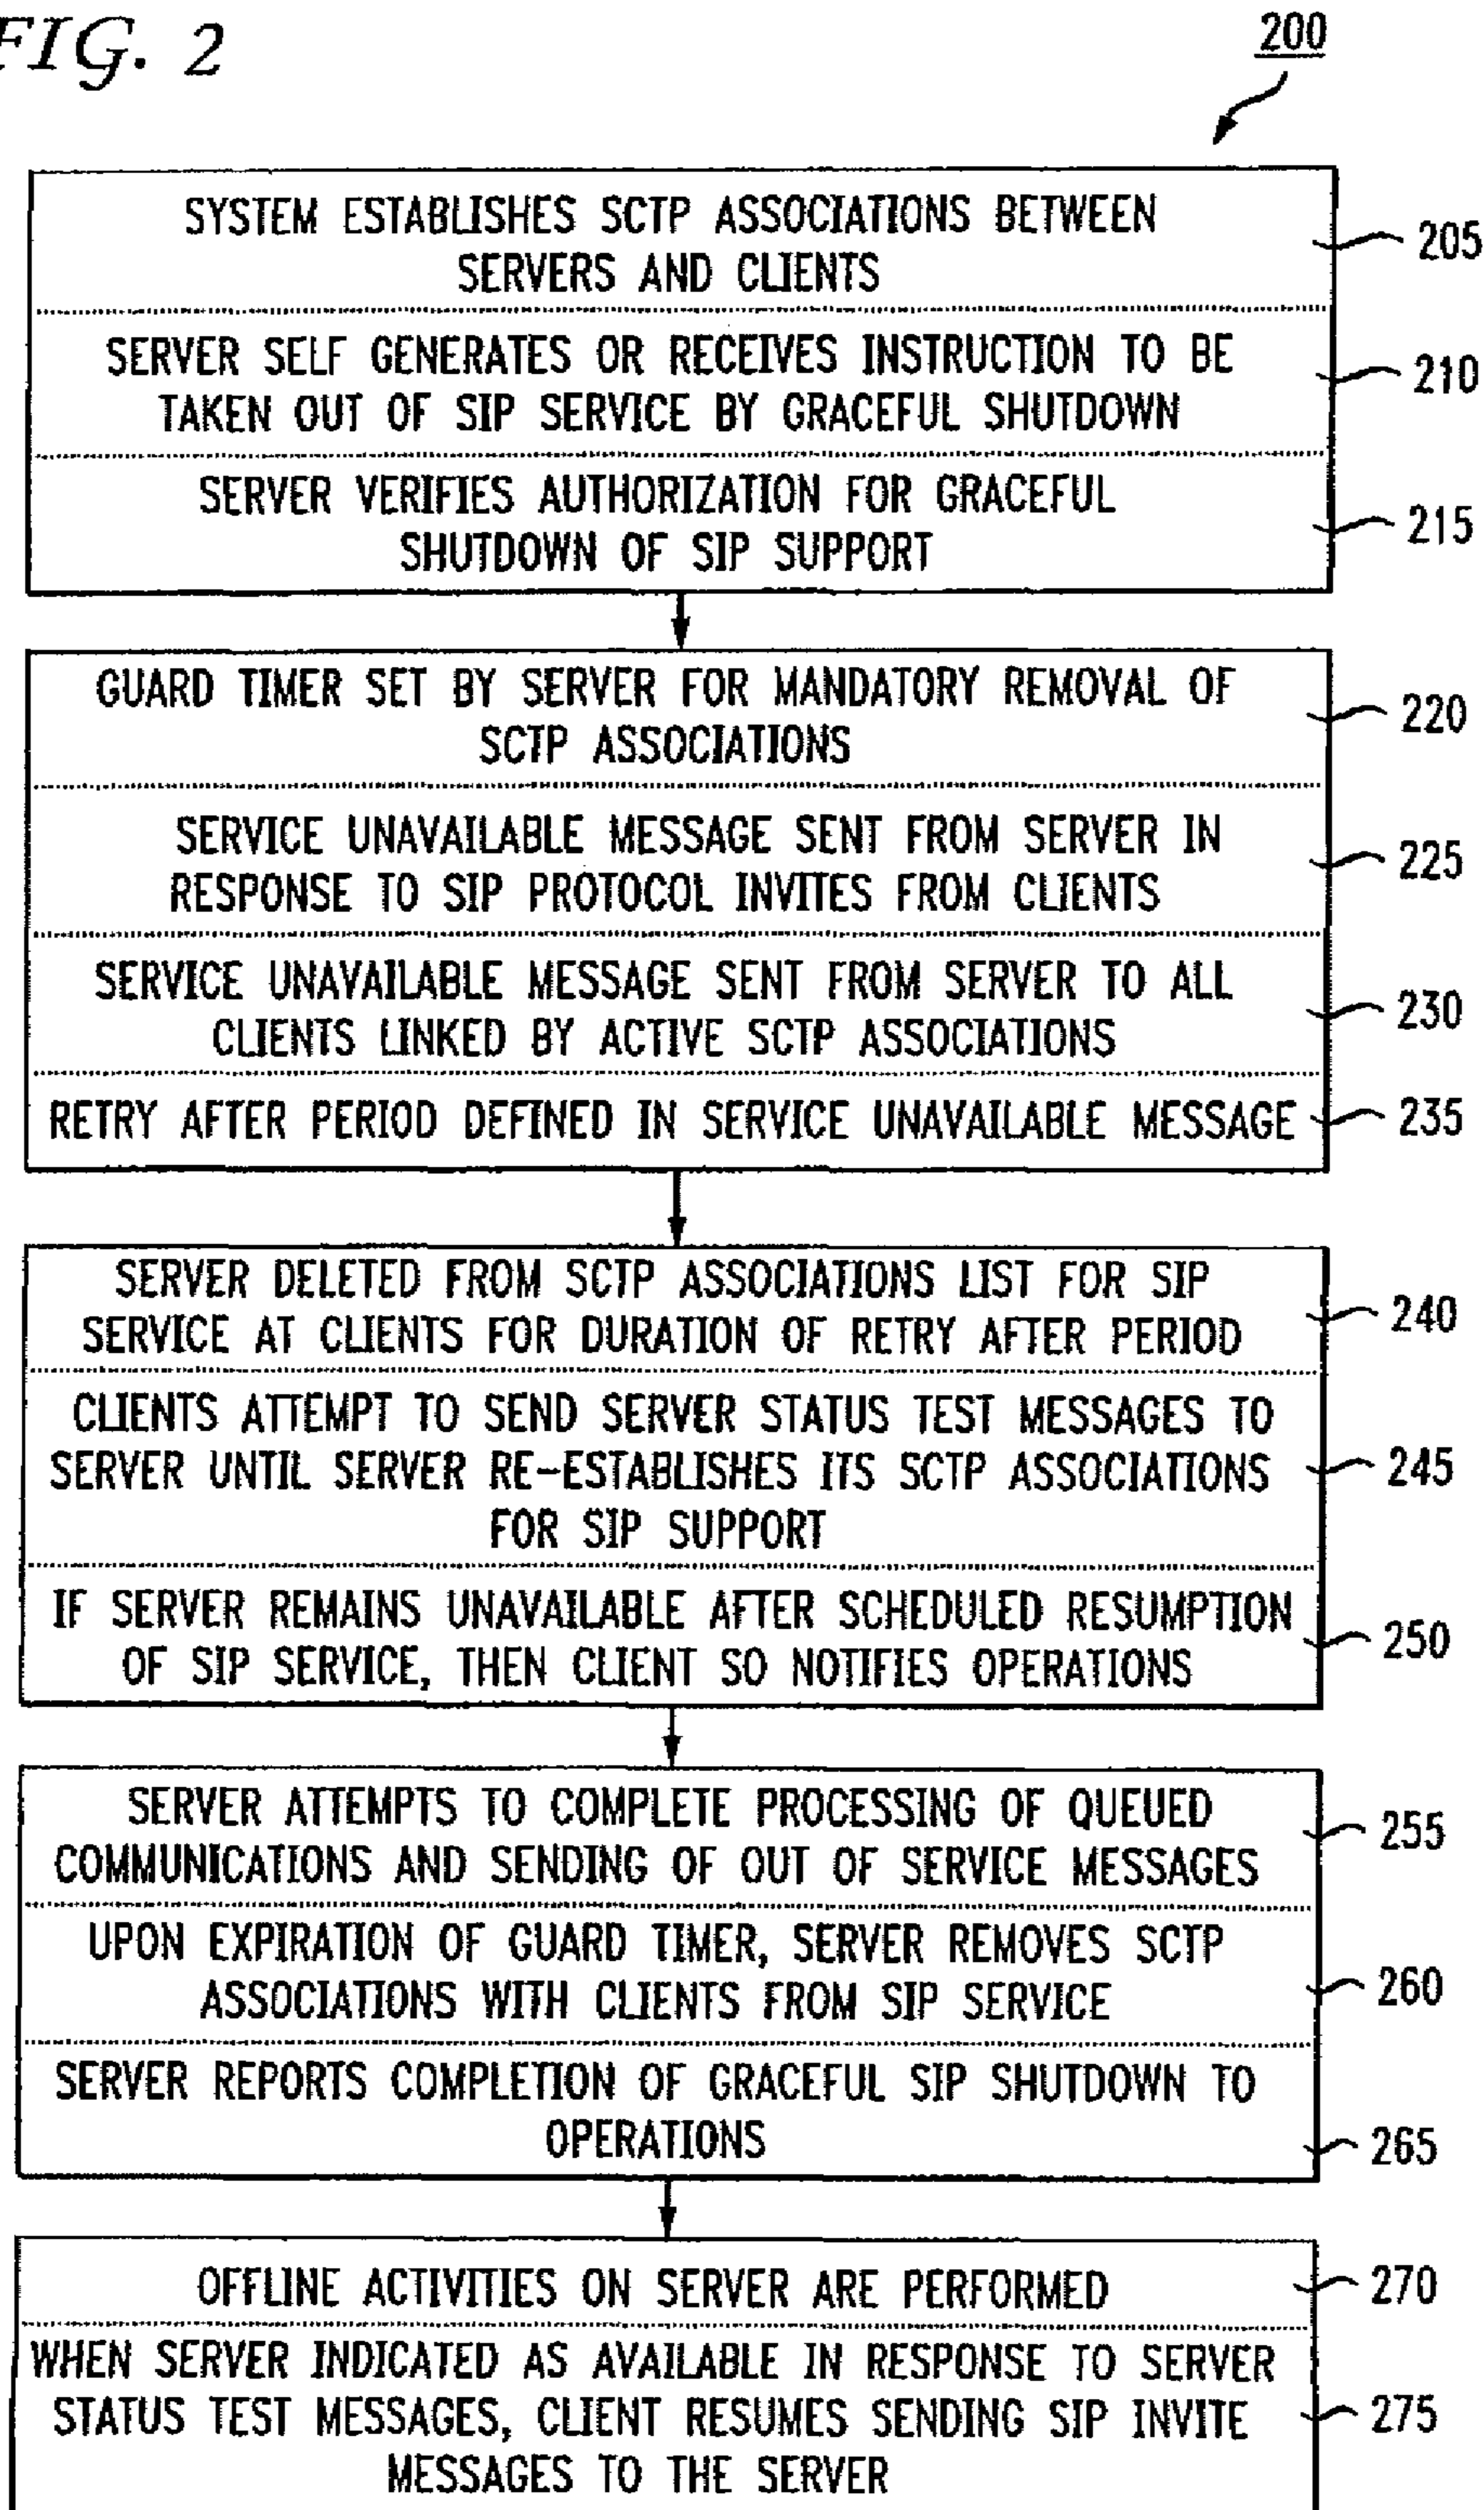 FIG. 2
200
SYSTEM ESTABLISHES SCTP ASSOCIATIONS BETWEEN
SERVERS AND CLIENTS
205
SERVER SELF GENERATES OR RECEIVES INSTRUCTION TO BE
TAKEN OUT OF SIP SERVICE BY GRACEFUL SHUTDOWN
210
SERVER VERIFIES AUTHORIZATION FOR GRACEFUL
SHUTDOWN OF SIP SUPPORT
215
GUARD TIMER SET BY SERVER FOR MANDATORY REMOVAL OF
SCTP ASSOCIATIONS
220
SERVICE UNAVAILABLE MESSAGE SENT FROM SERVER IN
RESPONSE TO SIP PROTOCOL INVITES FROM CLIENTS
225
SERVICE UNAVAILABLE MESSAGE SENT FROM SERVER TO ALL
CLIENTS LINKED BY ACTIVE SCTP ASSOCIATIONS
230
RETRY AFTER PERIOD DEFINED IN SERVICE UNAVAILABLE MESSAGE
235
SERVER DELETED FROM SCTP ASSOCIATIONS LIST FOR SIP
SERVICE AT CLIENTS FOR DURATION OF RETRY AFTER PERIOD
240
CLIENTS ATTEMPT TO SEND SERVER STATUS TEST MESSAGES TO
SERVER UNTIL SERVER RE-ESTABLISHES ITS SCTP ASSOCIATIONS
FOR SIP SUPPORT
245
IF SERVER REMAINS UNAVAILABLE AFTER SCHEDULED RESUMPTION
OF SIP SERVICE, THEN CLIENT SO NOTIFIES OPERATIONS
250
SERVER ATTEMPTS TO COMPLETE PROCESSING OF QUEUED
COMMUNICATIONS AND SENDING OF OUT OF SERVICE MESSAGES
255
UPON EXPIRATION OF GUARD TIMER, SERVER REMOVES SCTP
ASSOCIATIONS WITH CLIENTS FROM SIP SERVICE
260
SERVER REPORTS COMPLETION OF GRACEFUL SIP SHUTDOWN TO
OPERATIONS
265
OFFLINE ACTIVITIES ON SERVER ARE PERFORMED
270
WHEN SERVER INDICATED AS AVAILABLE IN RESPONSE TO SERVER
STATUS TEST MESSAGES, CLIENT RESUMES SENDING SIP INVITE
MESSAGES TO THE SERVER
275